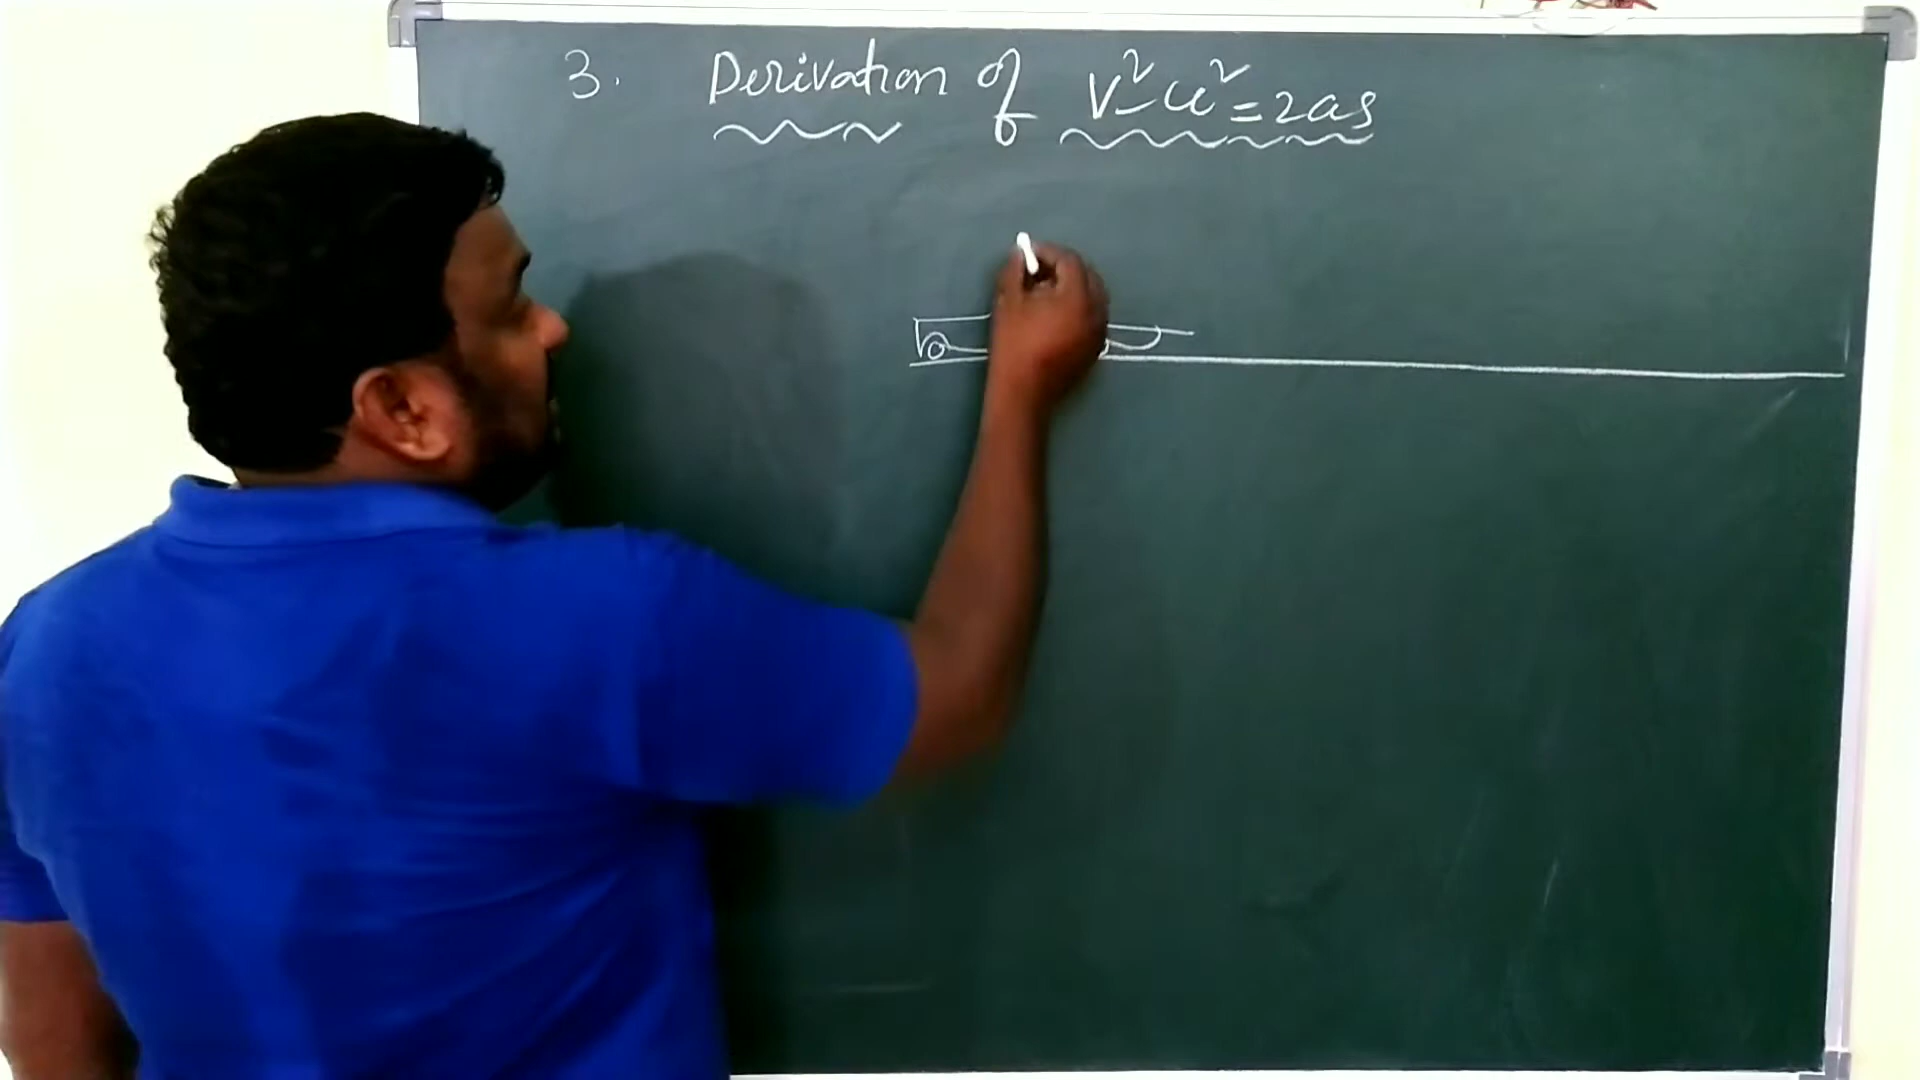 3. Derivation of V²-u²=2as